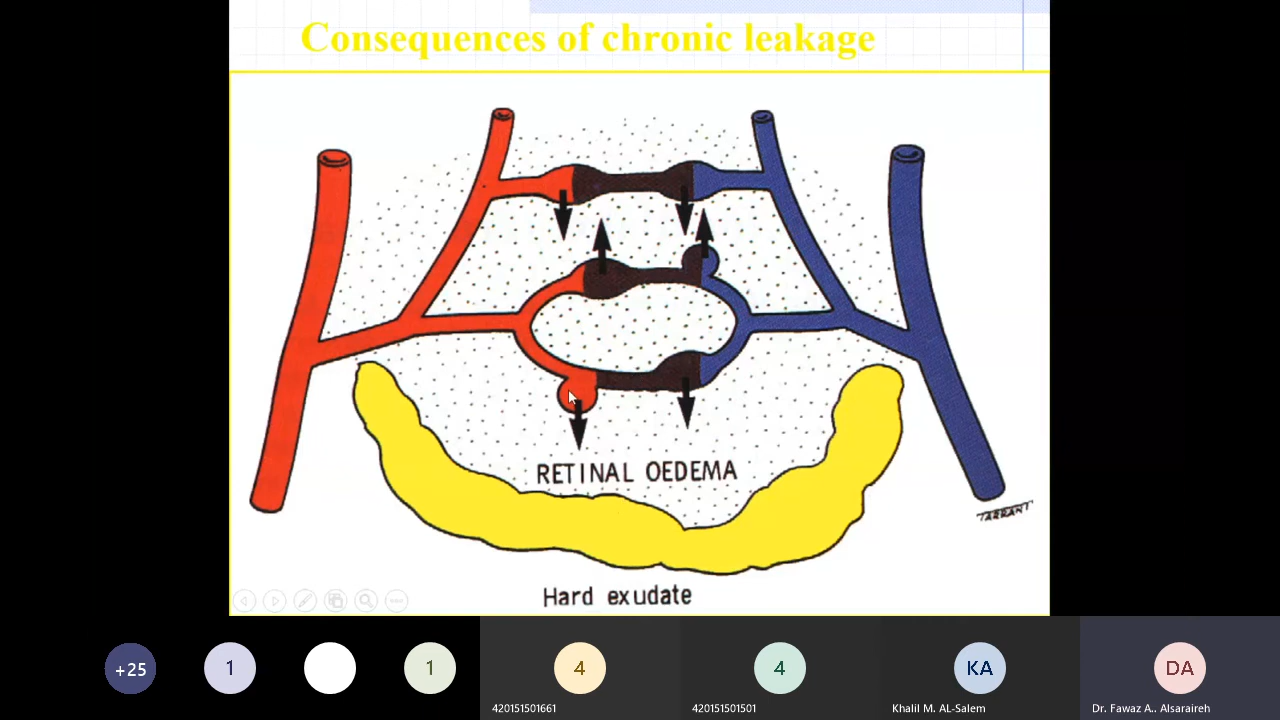 Consequences of chronic leakage
RETINAL OEDEMA
TARRANT
Hard exudate
+25
1
1
4
4
KA
DA
420151501661
420151501501
Khalil M. AL-Salem
Dr. Fawaz A.. Alsaraireh